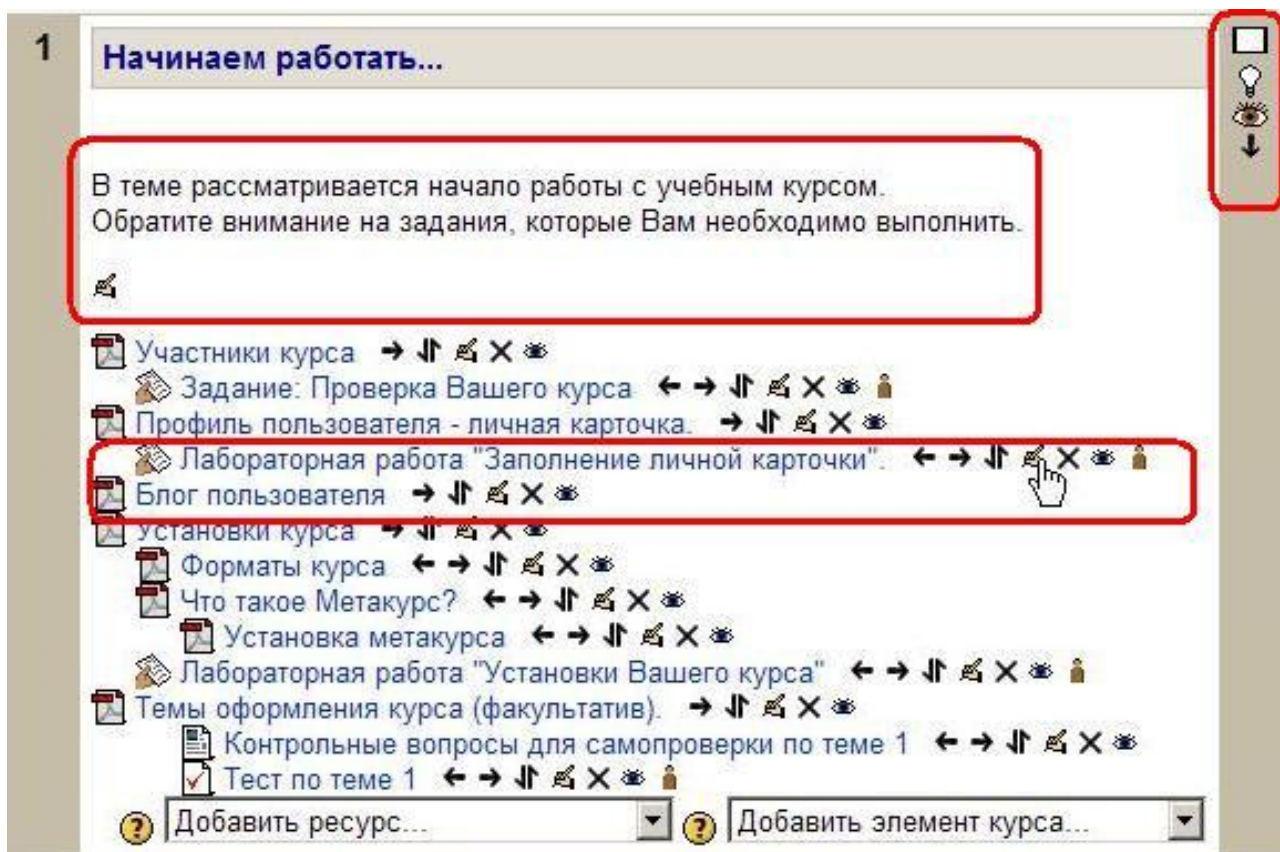 1
Начинаем работать...
В теме рассматривается начало работы с учебным курсом.
Обратите внимание на задания, которые Вам необходимо выполнить.
Участники курса
Задание: Проверка Вашего курса
Профиль пользователя - личная карточка.
Лабораторная работа "Заполнение личной карточки".
Блог пользователя
Установки курса
Форматы курса
Что такое Метакурс?
Установка метакурса
Лабораторная работа "Установки Вашего курса"
Темы оформления курса (факультатив).
Контрольные вопросы для самопроверки по теме 1
Тест по теме 1
Добавить ресурс... Добавить элемент курса...